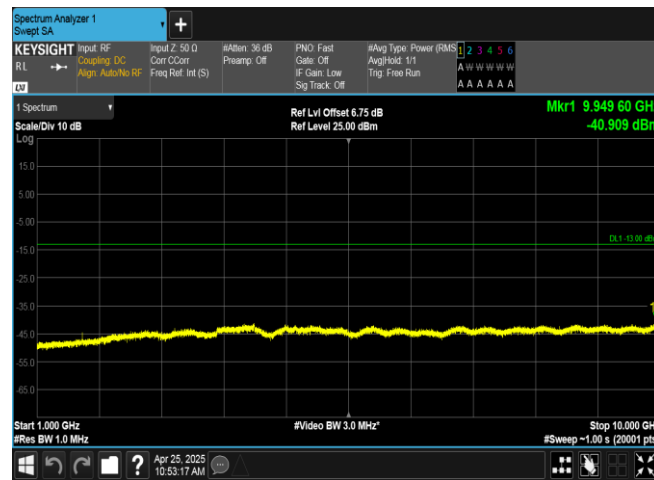 Spectrum Analyzer 1
Swept SA
+
KEYSIGHT
RL
LXI
Input: RF
Coupling: DC
Align: Auto/No RF
Input Z: 50 Ω
Corr CCorr
Freq Ref: Int (S)
#Atten: 36 dB
Preamp: Off
PNO: Fast
Gate: Off
IF Gain: Low
Sig Track: Off
#Avg Type: Power (RMS
Avg|Hold: 1/1
Trig: Free Run
1 2 3 4 5 6
A W W W W W
A A A A A A
1 Spectrum
Scale/Div 10 dB
Log
Ref Lvl Offset 6.75 dB
Ref Level 25.00 dBm
Mkr1 9.949 60 GH
-40.909 dBr
15.0
5.00
-5.00
DL1 -13.00 dB
-15.0
-25.0
-35.0
-45.0
-55.0
-65.0
Start 1.000 GHz
#Res BW 1.0 MHz
#Video BW 3.0 MHz*
Stop 10.000 GH
#Sweep ~1.00 s (20001 pts
?
Apr 25, 2025
10:53:17 AM